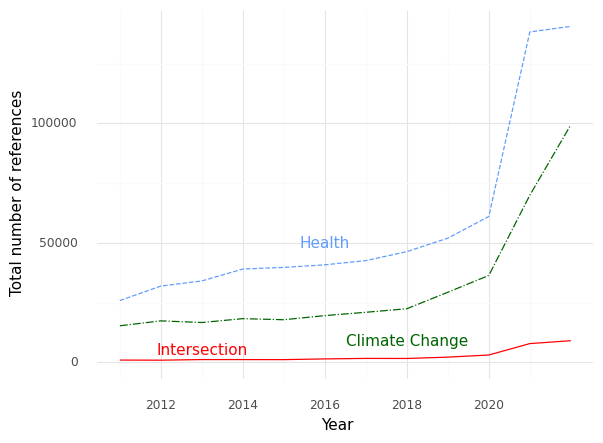 Total number of references
100000
50000
0
Health
Climate Change
Intersection
2012
2014
2016
2018
2020
Year